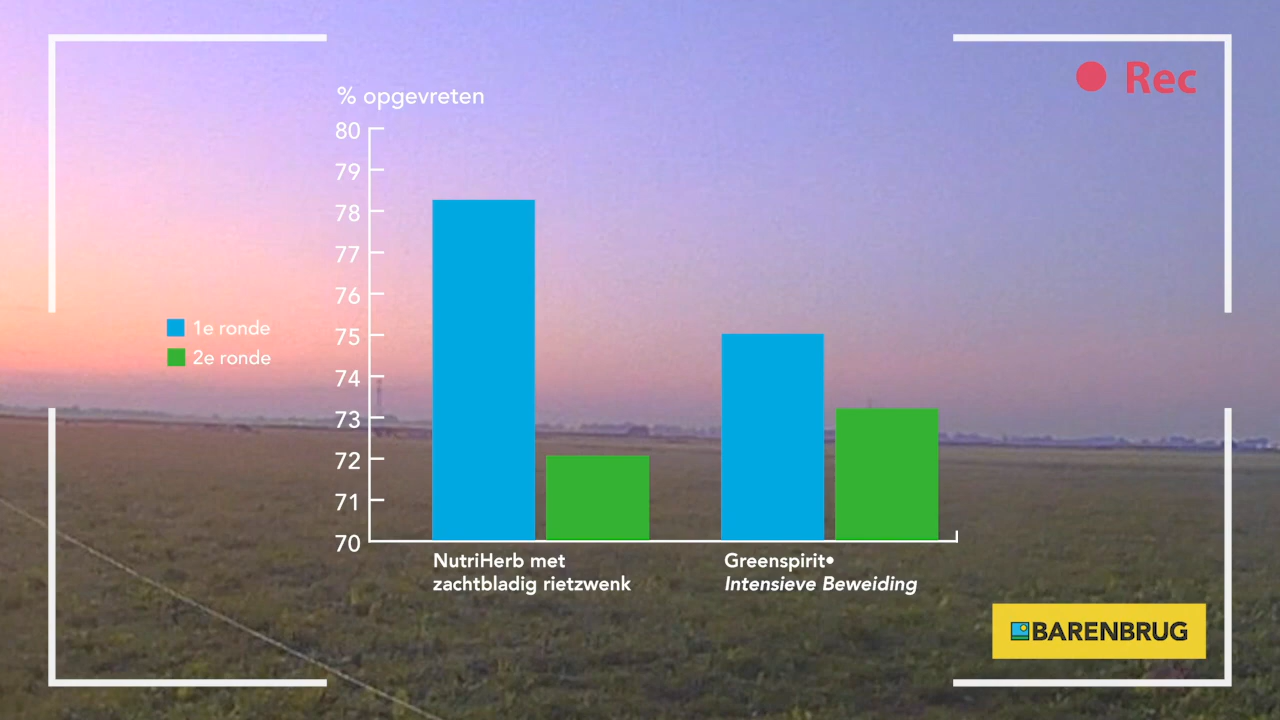 Rec
% opgevreten
80
79
78
77
76
75
74
73
72
71
70
1e ronde
2e ronde
NutriHerb met
zachtbladig rietzwenk
Greenspirit•
Intensieve Beweiding
BARENBRUG